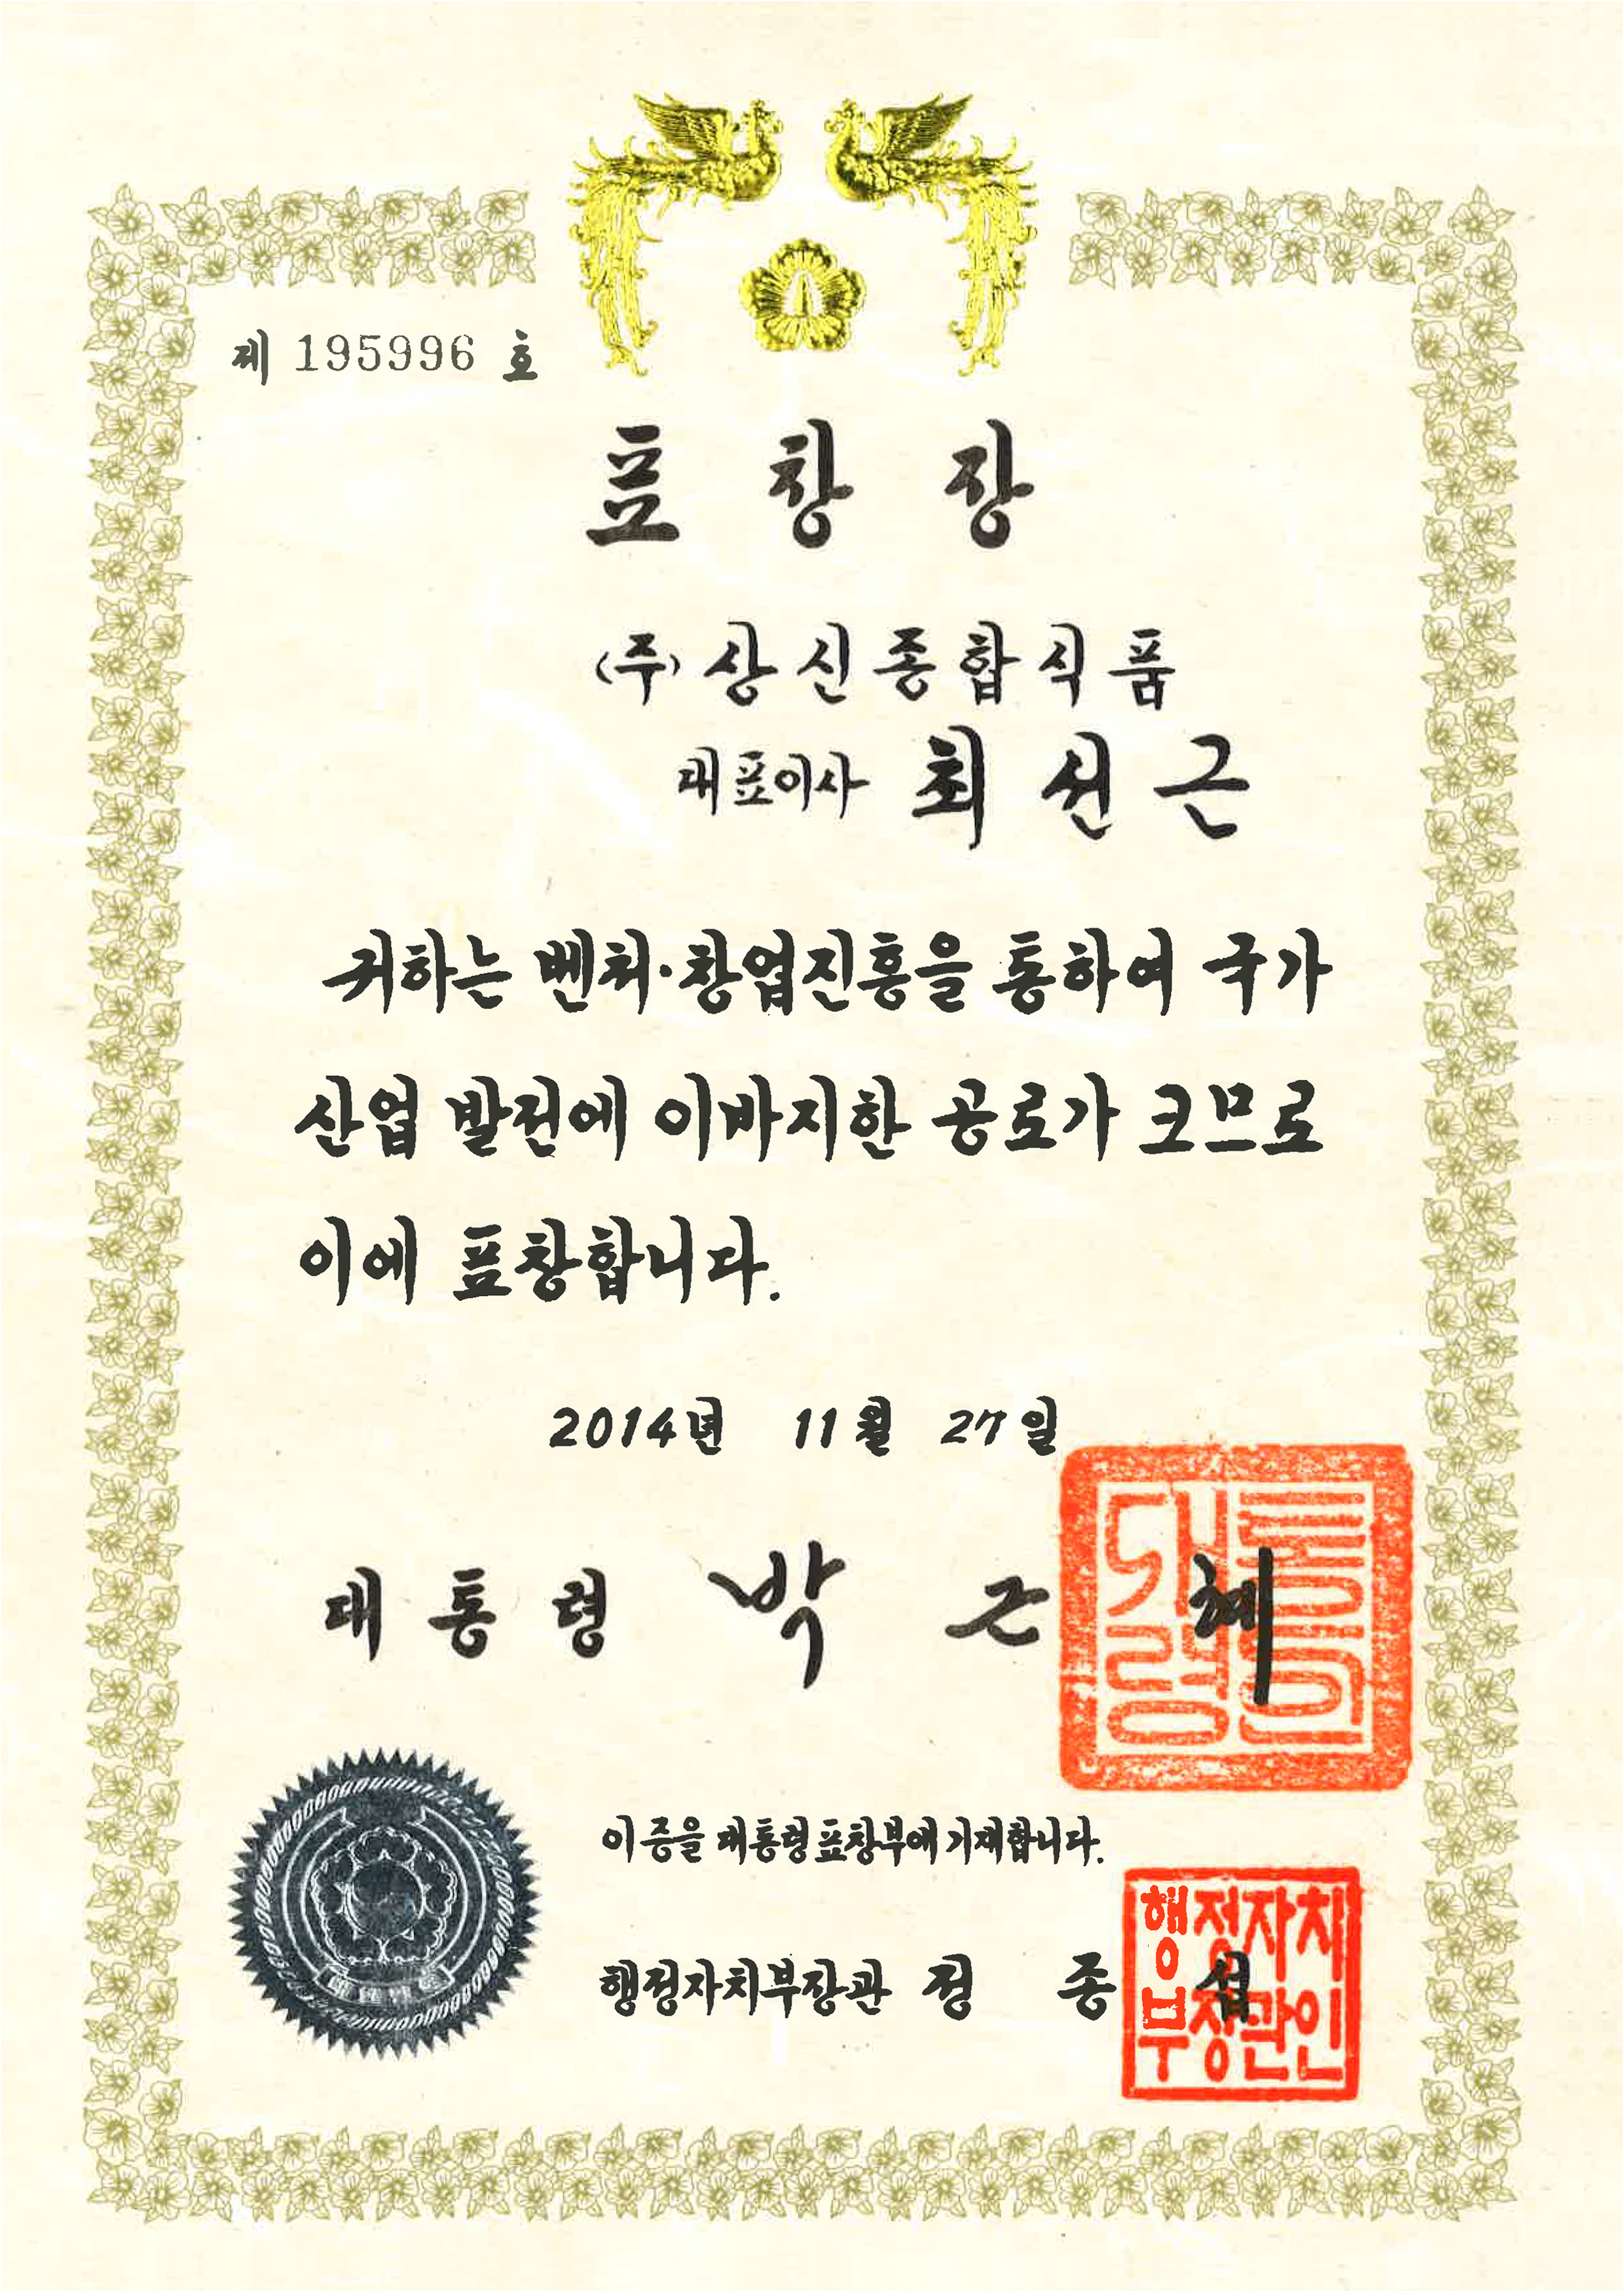 제 195996 호
표창장
(주)상신종합식품
대표이사 최선근
귀하는 벤처·창업진흥을 통하여 국가
산업 발전에 이바지한 공로가 크므로
이에 표창합니다.
2014년 11월 27일
대통령 박근혜
이 증을 대통령표창부에 기재합니다.
행정자치부장관 정종섭
행정자치
부장관인